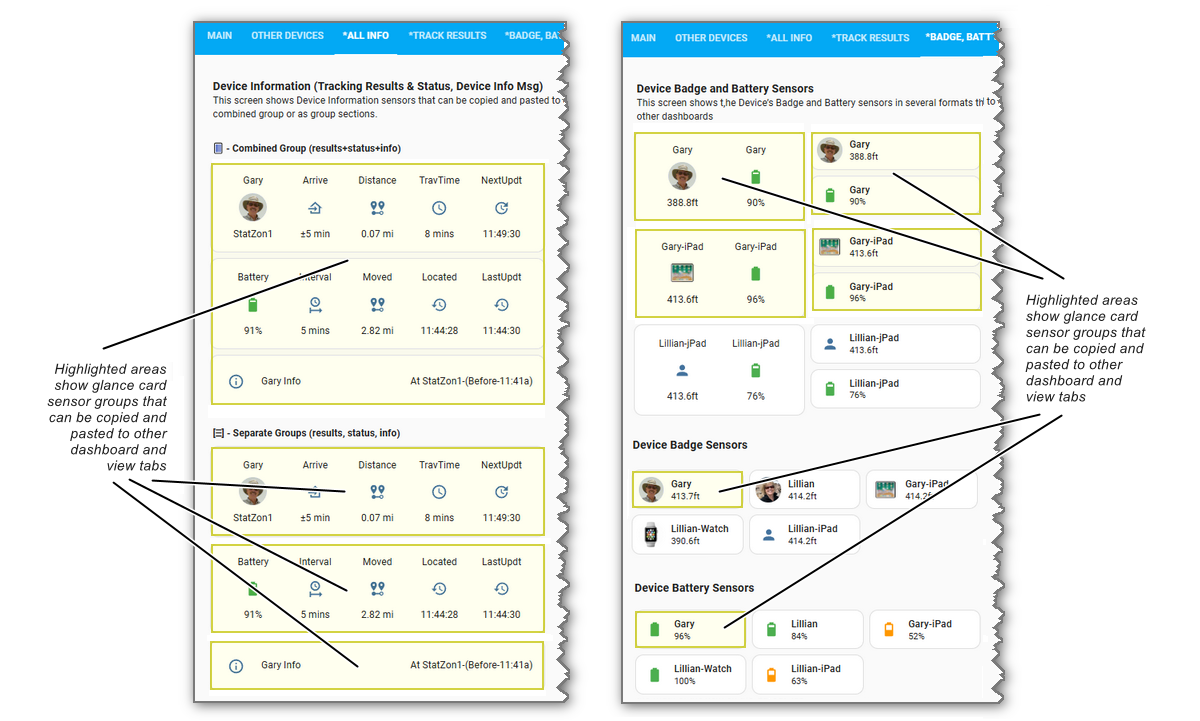 MAIN OTHER DEVICES *ALL INFO *TRACK RESULTS *BADGE, BA
Device Information (Tracking Results & Status, Device Info Msg)
This screen shows Device Information sensors that can be copied and pasted to
combined group or as group sections.
- Combined Group (results+status+info)
Gary Arrive Distance TravTime NextUpdt
StatZon1 ±5 min 0.07 mi 8 mins 11:49:30
Battery Interval Moved Located LastUpdt
91% 5 mins 2.82 mi 11:44:28 11:44:30
Gary Info At StatZon1-(Before-11:41a)
- Separate Groups (results, status, info)
Gary Arrive Distance TravTime NextUpdt
StatZon1 ±5 min 0.07 mi 8 mins 11:49:30
Battery Interval Moved Located LastUpdt
91% 5 mins 2.82 mi 11:44:28 11:44:30
Gary Info At StatZon1-(Before-11:41a)
Highlighted areas
show glance card
sensor groups that
can be copied and
pasted to other
dashboard and
view tabs
MAIN OTHER DEVICES *ALL INFO *TRACK RESULTS *BADGE, BATT
Device Badge and Battery Sensors
This screen shows t,he Device's Badge and Battery sensors in several formats th to
other dashboards
Gary Gary
388.8ft 90%
Gary
388.8ft
Gary
90%
Gary-iPad Gary-iPad
413.6ft 96%
Gary-iPad
413.6ft
Gary-iPad
96%
Lillian-jPad Lillian-jPad
413.6ft 76%
Lillian-jPad
413.6ft
Lillian-jPad
76%
Device Badge Sensors
Gary Lillian Gary-iPad
413.7ft 414.2ft 414.2ft
Lillian-Watch Lillian-iPad
390.6ft 414.2ft
Device Battery Sensors
Gary Lillian Gary-iPad
96% 84% 52%
Lillian-Watch Lillian-iPad
100% 63%
Highlighted areas
show glance card
sensor groups that
can be copied and
pasted to other
dashboard and
view tabs